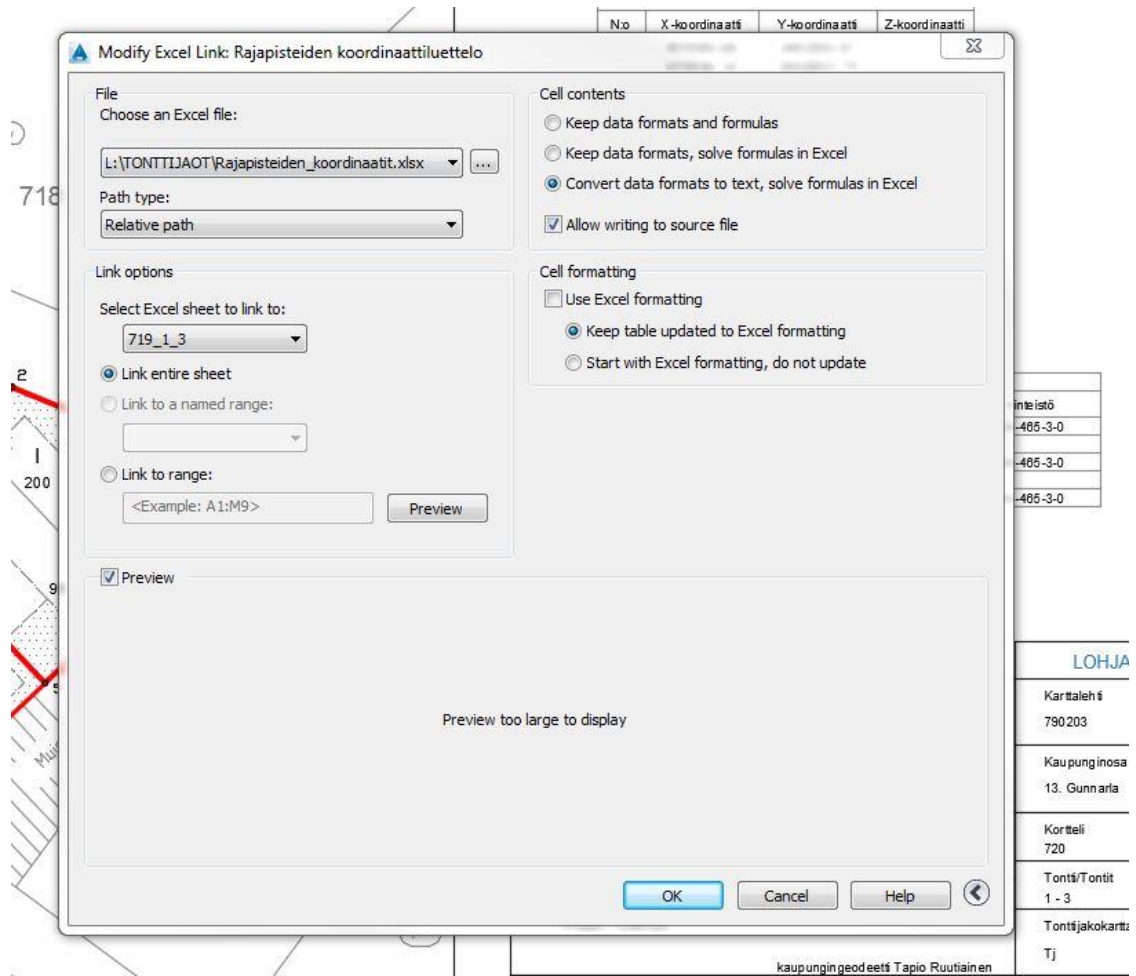 N:o X-koordinaatti Y-koordinaatti Z-koordinaatti
Modify Excel Link: Rajapisteiden koordinaattiluettelo
File
Choose an Excel file:
L:\TONTTIJAOT\Rajapisteiden_koordinaatit.xlsx
...
Path type:
Relative path
Cell contents
Keep data formats and formulas
Keep data formats, solve formulas in Excel
Convert data formats to text, solve formulas in Excel
Allow writing to source file
Link options
Select Excel sheet to link to:
719_1_3
Link entire sheet
Link to a named range:
Link to range:
<Example: A1:M9>
Preview
Cell formatting
Use Excel formatting
Keep table updated to Excel formatting
Start with Excel formatting, do not update
Preview
Preview too large to display
OK Cancel Help
718
2
I
200
9
5
inteistö
-465-3-0
-465-3-0
-465-3-0
LOHJA
Karttalehti
790203
Kaupunginosa
13. Gunnarla
Kortteli
720
Tontti/Tontit
1 - 3
Tonttijakokartta
Tj
kaupungingeodeetti Tapio Ruutiainen